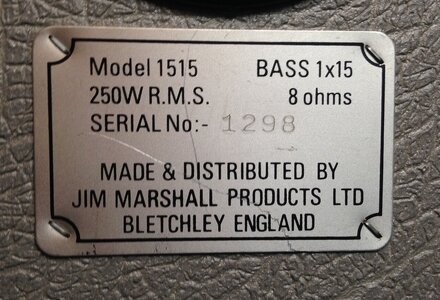 Model 1515 BASS 1x15
250W R.M.S. 8 ohms
SERIAL No:- 1298
MADE & DISTRIBUTED BY
JIM MARSHALL PRODUCTS LTD
BLETCHLEY ENGLAND